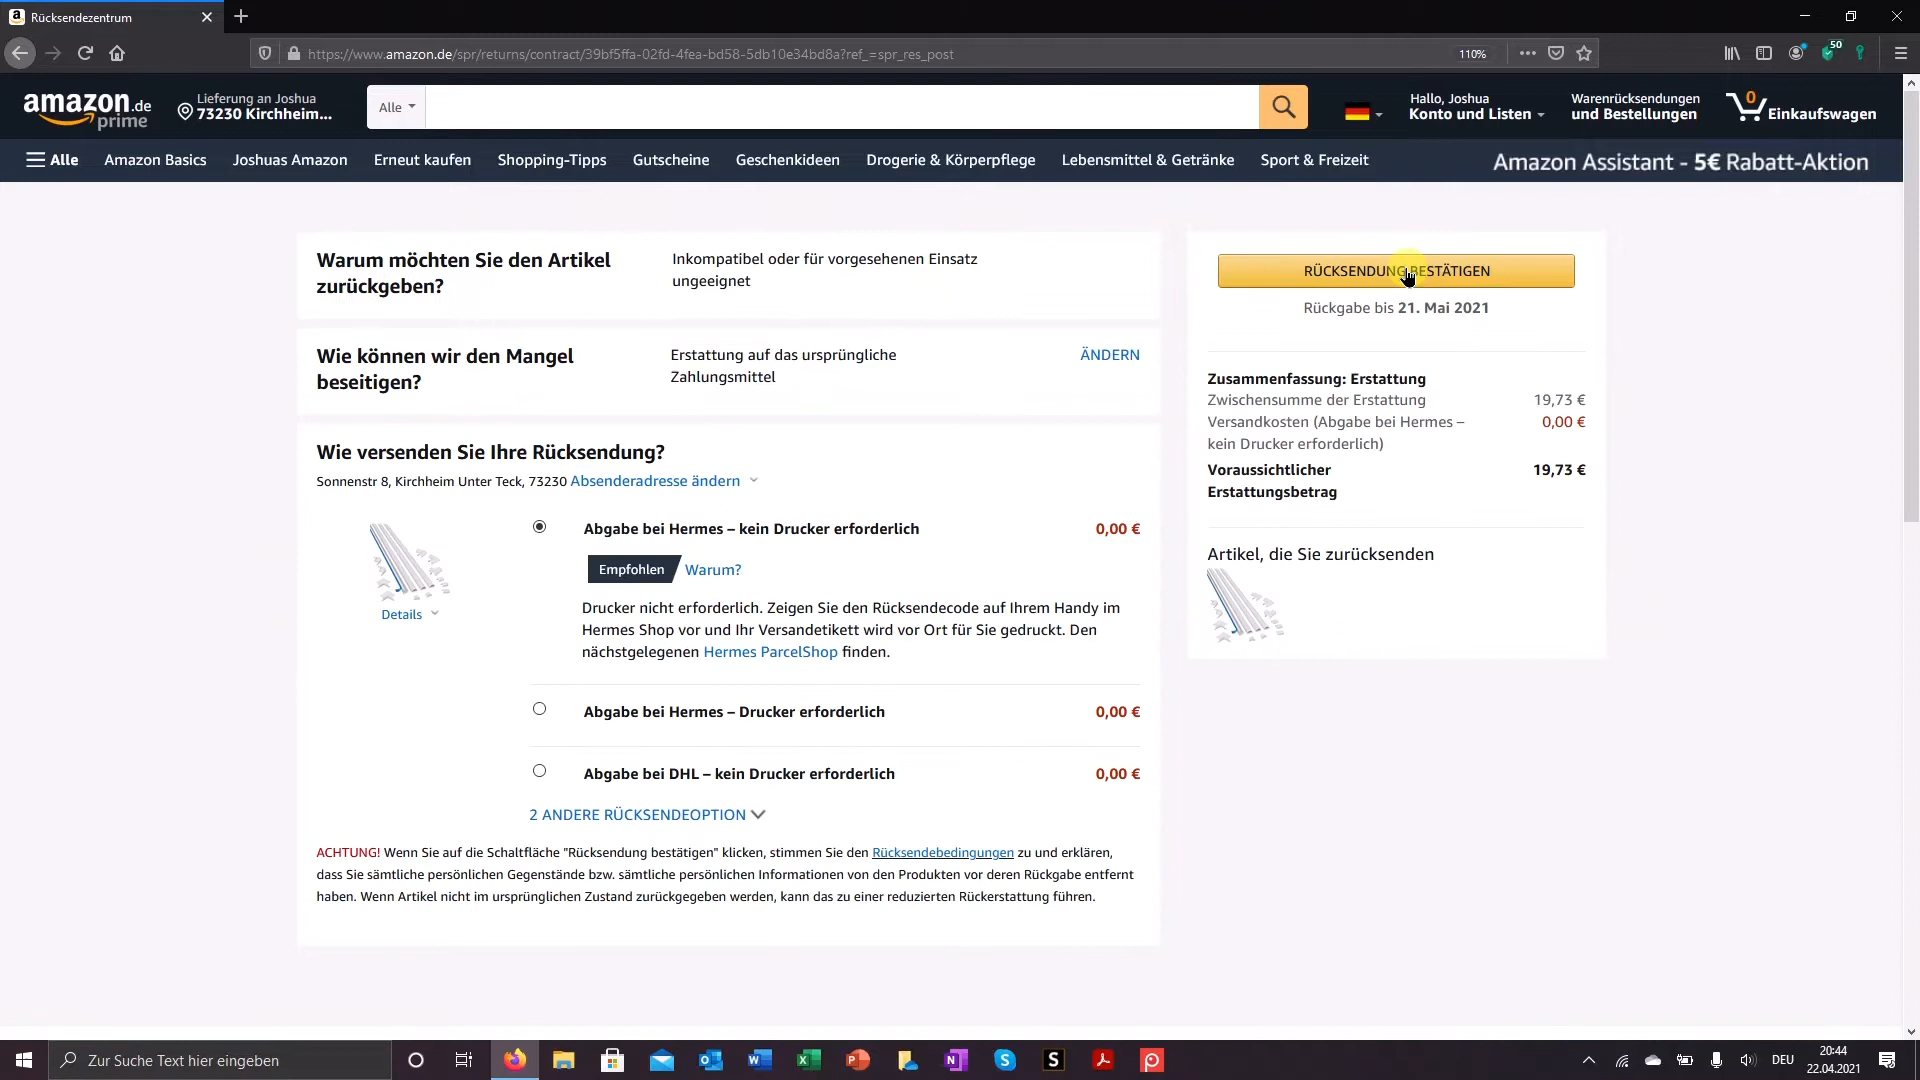 Rücksendezentrum
https://www.amazon.de/spr/returns/contract/39bf5ffa-02fd-4fea-bd58-5db10e34bd8a?ref_=spr_res_post
110%
50
amazon.de
prime
Lieferung an Joshua
73230 Kirchheim...
Alle
Hallo, Joshua
Konto und Listen
Warenrücksendungen
und Bestellungen
0
Einkaufswagen
Alle
Amazon Basics
Joshuas Amazon
Erneut kaufen
Shopping-Tipps
Gutscheine
Geschenkideen
Drogerie & Körperpflege
Lebensmittel & Getränke
Sport & Freizeit
Amazon Assistant - 5€ Rabatt-Aktion
Warum möchten Sie den Artikel
zurückgeben?
Inkompatibel oder für vorgesehenen Einsatz
ungeeignet
Wie können wir den Mangel
beseitigen?
Erstattung auf das ursprüngliche
Zahlungsmittel
ÄNDERN
Wie versenden Sie Ihre Rücksendung?
Sonnenstr 8, Kirchheim Unter Teck, 73230 Absenderadresse ändern
Details
Abgabe bei Hermes – kein Drucker erforderlich 0,00 €
Empfohlen Warum?
Drucker nicht erforderlich. Zeigen Sie den Rücksendecode auf Ihrem Handy im
Hermes Shop vor und Ihr Versandetikett wird vor Ort für Sie gedruckt. Den
nächstgelegenen Hermes ParcelShop finden.
Abgabe bei Hermes – Drucker erforderlich 0,00 €
Abgabe bei DHL – kein Drucker erforderlich 0,00 €
2 ANDERE RÜCKSENDEOPTION
ACHTUNG! Wenn Sie auf die Schaltfläche "Rücksendung bestätigen" klicken, stimmen Sie den Rücksendebedingungen zu und erklären,
dass Sie sämtliche persönlichen Gegenstände bzw. sämtliche persönlichen Informationen von den Produkten vor deren Rückgabe entfernt
haben. Wenn Artikel nicht im ursprünglichen Zustand zurückgegeben werden, kann das zu einer reduzierten Rückerstattung führen.
RÜCKSENDUNG BESTÄTIGEN
Rückgabe bis 21. Mai 2021
Zusammenfassung: Erstattung
Zwischensumme der Erstattung 19,73 €
Versandkosten (Abgabe bei Hermes – 0,00 €
kein Drucker erforderlich)
Voraussichtlicher 19,73 €
Erstattungsbetrag
Artikel, die Sie zurücksenden
Zur Suche Text hier eingeben
DEU
20:44
22.04.2021